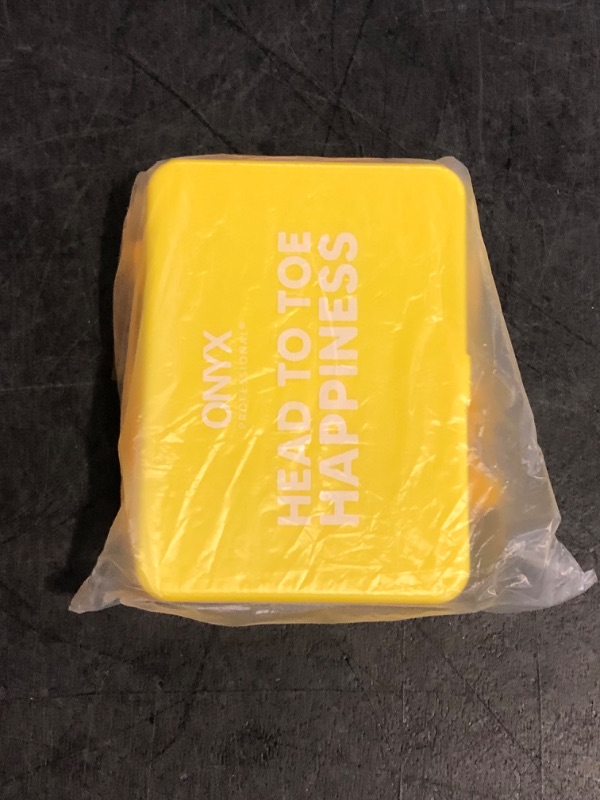 ONYX
PROFESSIONAL®
HEAD TO TOE
HAPPINESS